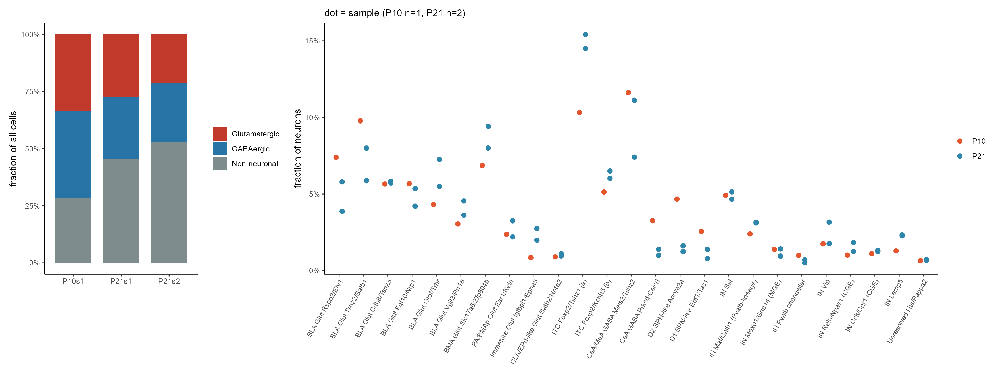 dot = sample (P10 n=1, P21 n=2)
fraction of all cells
100%
75%
50%
25%
0%
P10s1
P21s1
P21s2
Glutamatergic
GABAergic
Non-neuronal
fraction of neurons
15%
10%
5%
0%
BLA Glut Rspo2/Etv1
BLA Glut Tshz2/Satb1
BLA Glut Cdh8/Tshz3
BLA Glut Fgf10/Nrp1
BLA Glut Otof/Trhr
BLA Glut Vgll3/Prr16
BMA Glut Slc17a6/Zfp804b
PA/BMAp Glut Esr1/Reln
Immature Glut Igfbpl1/Epha3
CLA/EPd-like Glut Satb2/Nr4a2
ITC Foxp2/Tshz1 (a)
ITC Foxp2/Kcnh5 (b)
CeA/MeA GABA Meis2/Tshz2
CeA GABA Prkcd/Calcrl
D2 SPN-like Adora2a
D1 SPN-like Ebf1/Tac1
IN Sst
IN Maf/Calb1 (Pvalb-lineage)
IN Moxd1/Gna14 (MGE)
IN Pvalb chandelier
IN Vip
IN Reln/Npas1 (CGE)
IN Cck/Cnr1 (CGE)
IN Lamp5
Unresolved Nts/Pappa2
P10
P21